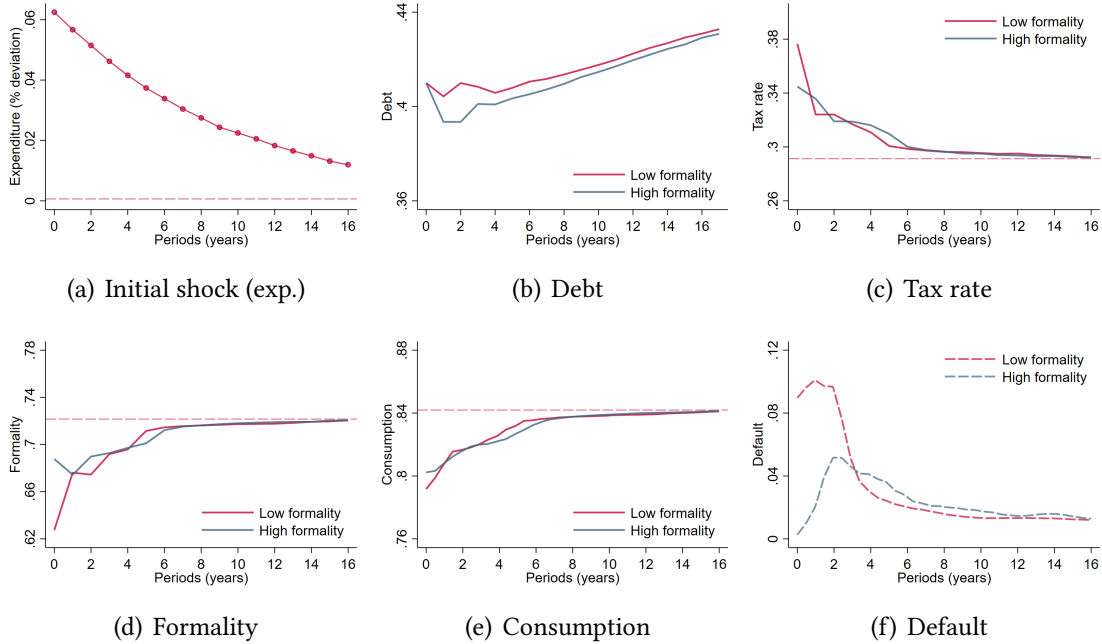 Expenditure (% deviation)
.06
.04
.02
0
0 2 4 6 8 10 12 14 16
Periods (years)
(a) Initial shock (exp.)
Debt
.44
.4
.36
Low formality
High formality
0 2 4 6 8 10 12 14 16
Periods (years)
(b) Debt
Tax rate
.38
.34
.3
.26
Low formality
High formality
0 2 4 6 8 10 12 14 16
Periods (years)
(c) Tax rate
Formality
.78
.74
.7
.66
.62
Low formality
High formality
0 2 4 6 8 10 12 14 16
Periods (years)
(d) Formality
Consumption
.88
.84
.8
.76
Low formality
High formality
0 2 4 6 8 10 12 14 16
Periods (years)
(e) Consumption
Default
.12
.08
.04
0
Low formality
High formality
0 2 4 6 8 10 12 14 16
Periods (years)
(f) Default